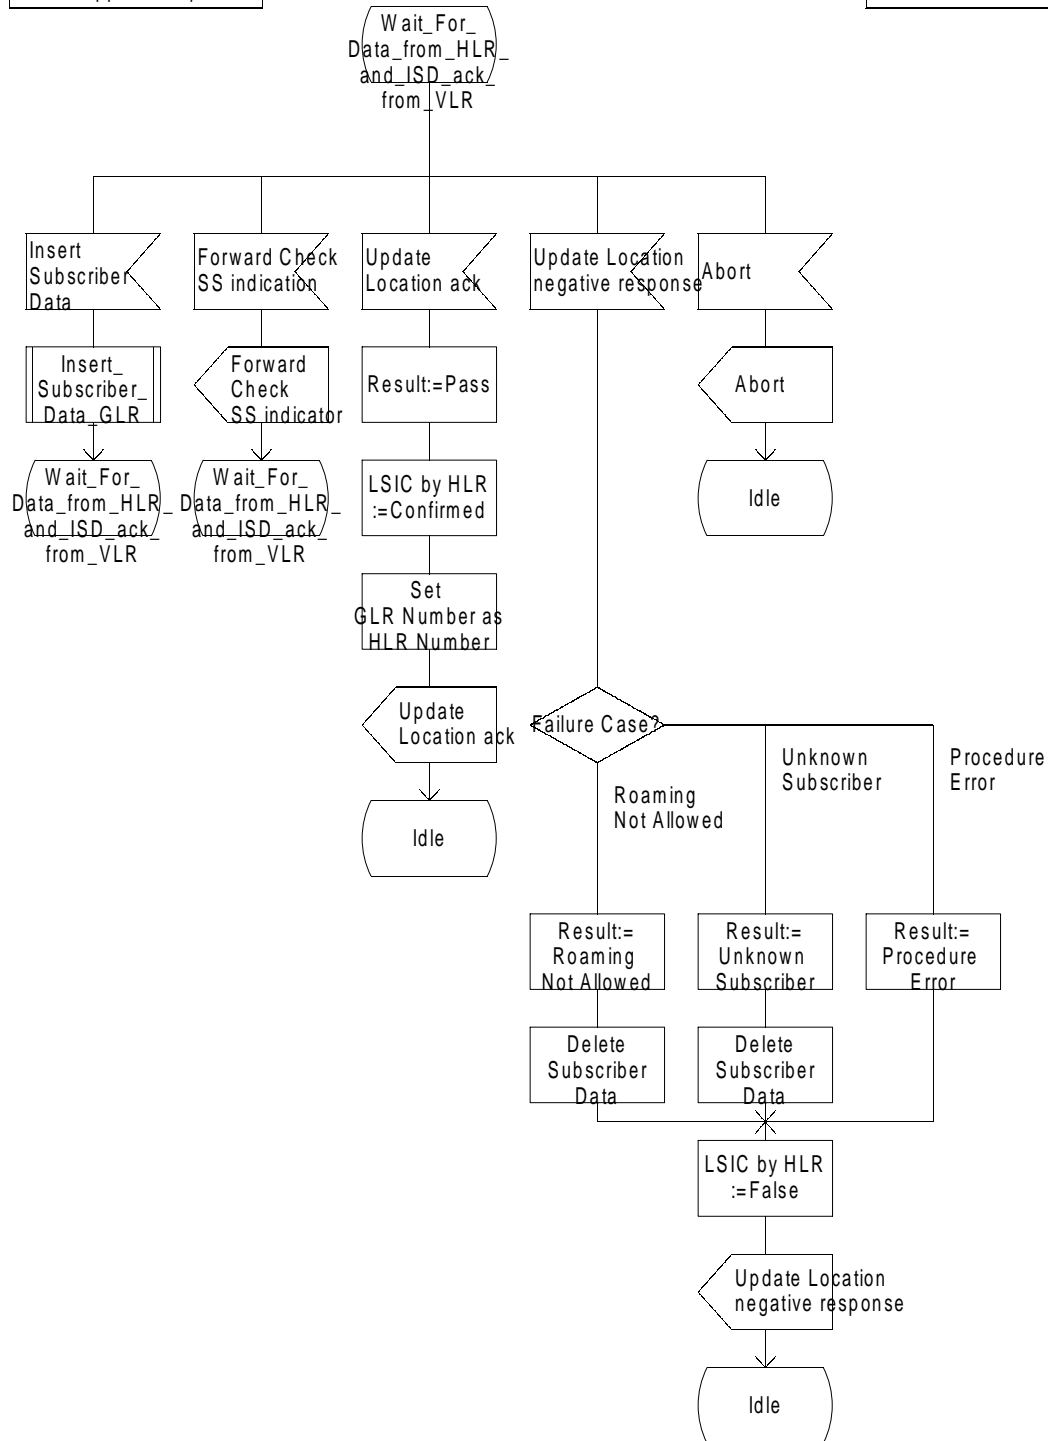 Wait_For_
Data_from_HLR_
and_ISD_ack_
from_VLR
Insert
Subscriber
Data
Forward Check
SS indication
Update
Location ack
Update Location
negative response
Abort
Insert_
Subscriber_
Data_GLR
Forward
Check
SS indicator
Result:=Pass
Abort
Wait_For_
Data_from_HLR_
and_ISD_ack_
from_VLR
Wait_For_
Data_from_HLR_
and_ISD_ack_
from_VLR
LSIC by HLR
:=Confirmed
Idle
Set
GLR Number as
HLR Number
Update
Location ack
Failure Case?
Unknown
Subscriber
Procedure
Error
Roaming
Not Allowed
Idle
Result:=
Roaming
Not Allowed
Result:=
Unknown
Subscriber
Result:=
Procedure
Error
Delete
Subscriber
Data
Delete
Subscriber
Data
LSIC by HLR
:=False
Update Location
negative response
Idle